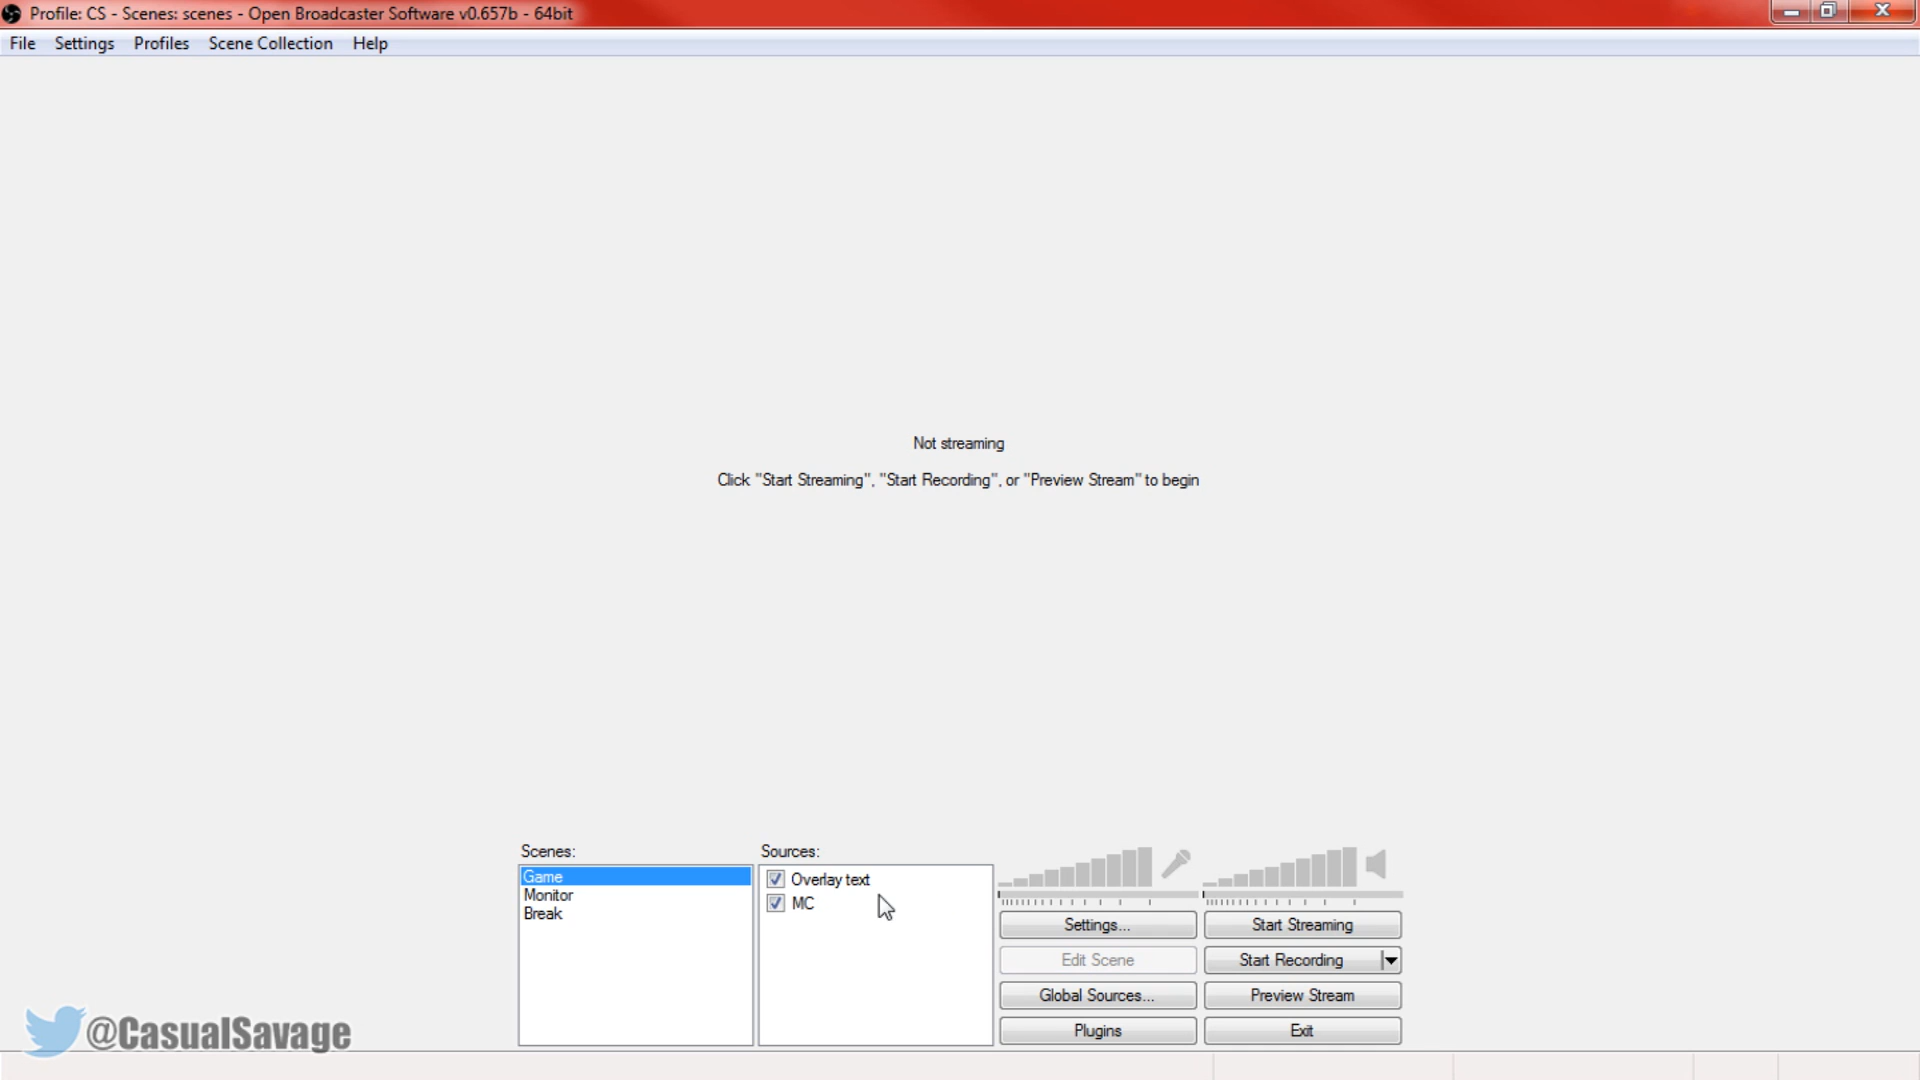 Profile: CS - Scenes: scenes - Open Broadcaster Software v0.657b - 64bit
File Settings Profiles Scene Collection Help
Not streaming
Click "Start Streaming", "Start Recording", or "Preview Stream" to begin
Scenes:
Game
Monitor
Break
Sources:
Overlay text
MC
Settings...
Start Streaming
Edit Scene
Start Recording
Global Sources...
Preview Stream
Plugins
Exit
@CasualSavage